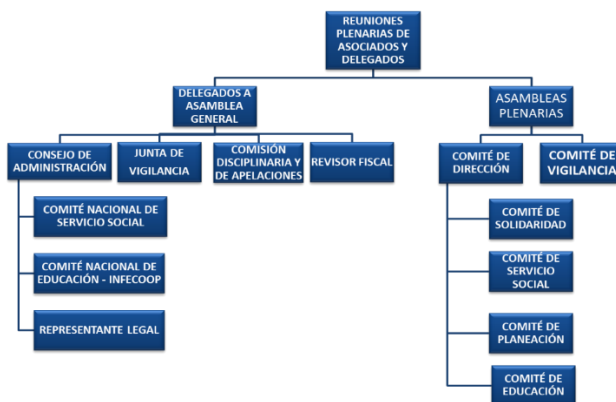 REUNIONES
PLENARIAS DE
ASOCIADOS Y
DELEGADOS
DELEGADOS A
ASAMBLEA
GENERAL
ASAMBLEAS
PLENARIAS
CONSEJO DE
ADMINISTRACIÓN
JUNTA DE
VIGILANCIA
COMISIÓN
DISCIPLINARIA Y
DE APELACIONES
REVISOR FISCAL
COMITÉ DE
DIRECCIÓN
COMITÉ DE
VIGILANCIA
COMITÉ NACIONAL DE
SERVICIO SOCIAL
COMITÉ NACIONAL DE
EDUCACIÓN - INFECOOP
REPRESENTANTE LEGAL
COMITÉ DE
SOLIDARIDAD
COMITÉ DE
SERVICIO
SOCIAL
COMITÉ DE
PLANEACIÓN
COMITÉ DE
EDUCACIÓN